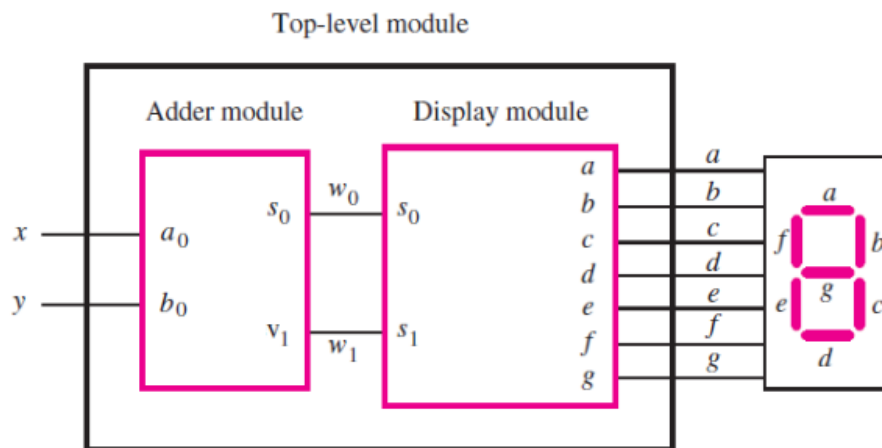 Top-level module
Adder module
Display module
x
y
a₀
b₀
s₀
v₁
w₀
w₁
s₀
s₁
a
b
c
d
e
f
g
a
b
c
d
e
f
g
a
f
b
g
e
c
d